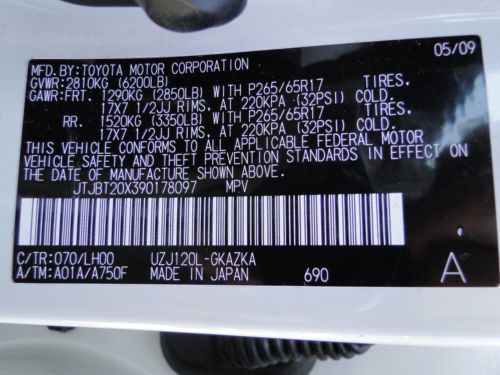 05/09
MFD.BY:TOYOTA MOTOR CORPORATION
GVWR:2810KG (6200LB)
GAWR:FRT. 1290KG (2850LB) WITH P265/65R17 TIRES.
17X7 1/2JJ RIMS. AT 220KPA (32PSI) COLD.
RR. 1520KG (3350LB) WITH P265/65R17 TIRES.
17X7 1/2JJ RIMS. AT 220KPA (32PSI) COLD.
THIS VEHICLE CONFORMS TO ALL APPLICABLE FEDERAL MOTOR
VEHICLE SAFETY AND THEFT PREVENTION STANDARDS IN EFFECT ON
THE DATE OF MANUFACTURE SHOWN ABOVE.
JTJBT20X390178097 MPV
C/TR:070/LH00 UZJ120L-GKAZKA
A/TM:A01A/A750F MADE IN JAPAN 690 A